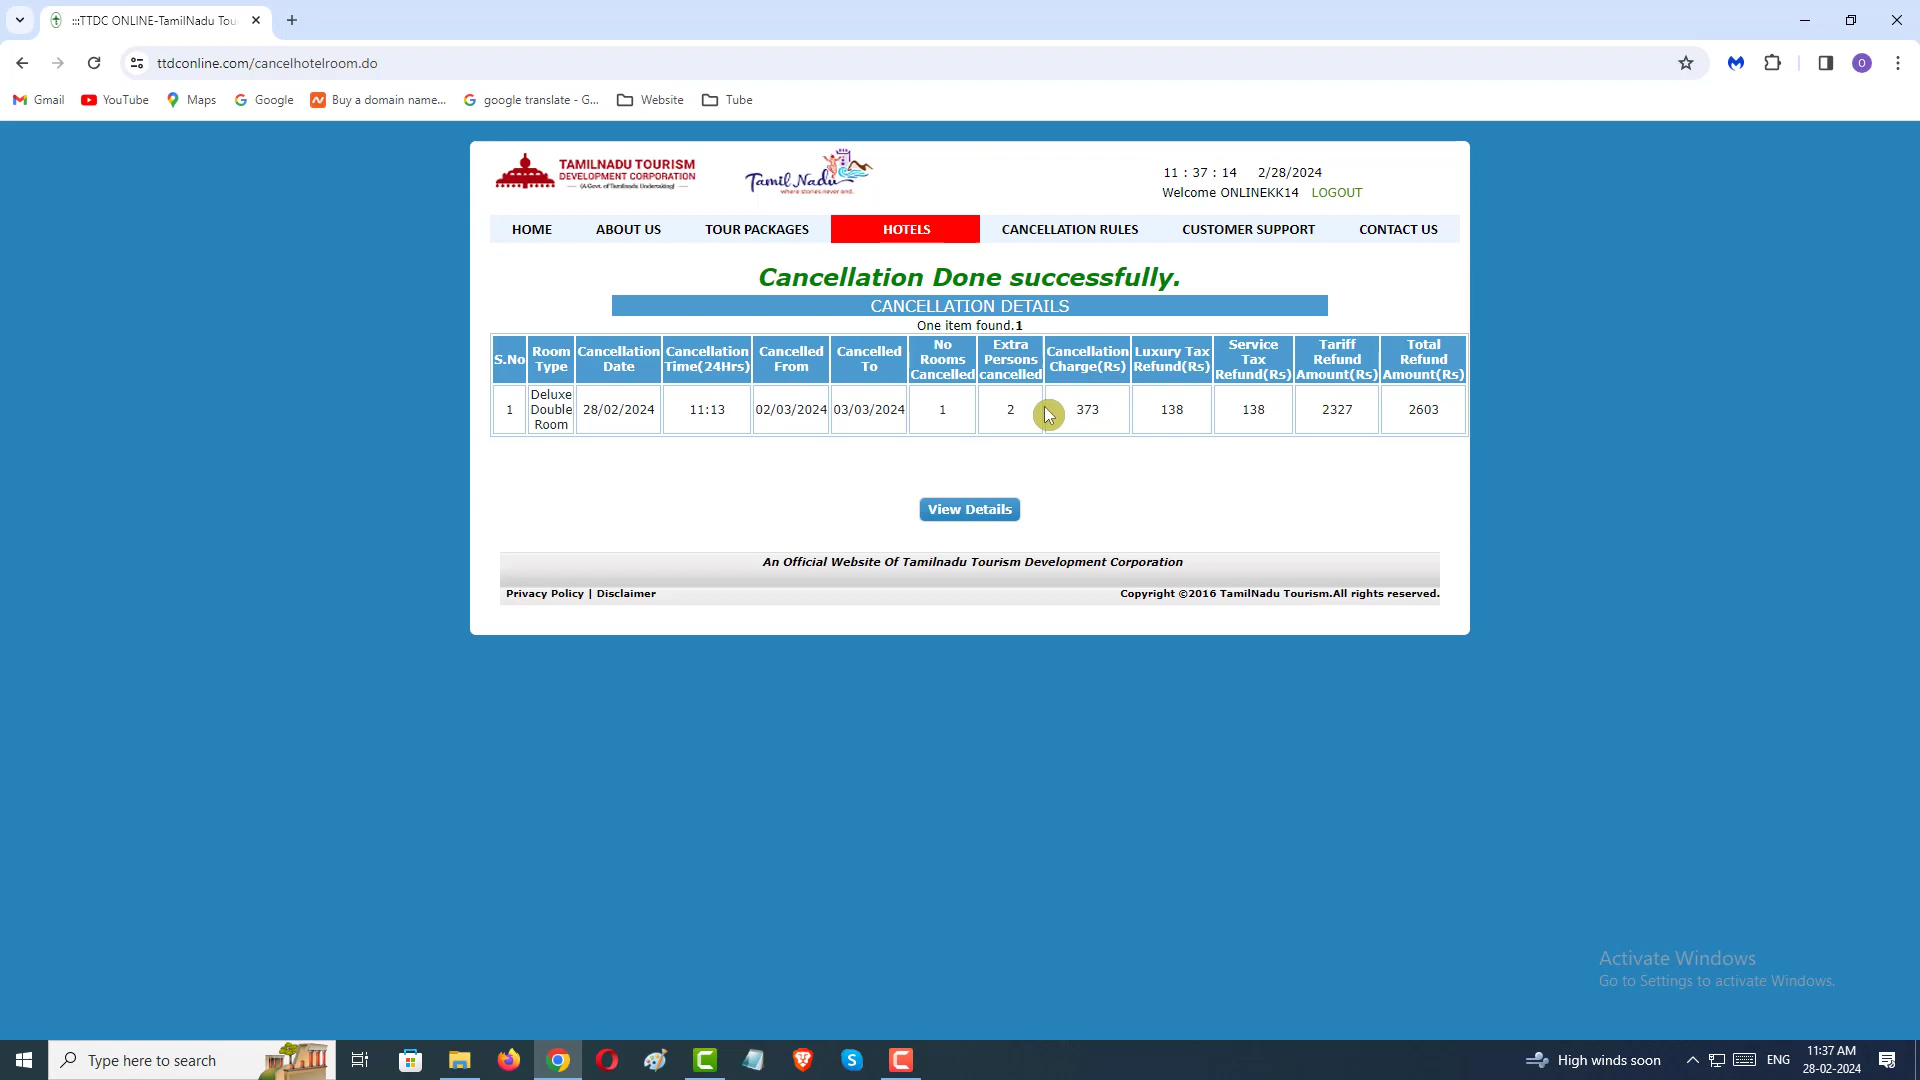 :::TTDC ONLINE-TamilNadu Tou
ttdconline.com/cancelhotelroom.do
O
Gmail
YouTube
Maps
Google
Buy a domain name...
google translate - G...
Website
Tube
TAMILNADU TOURISM
DEVELOPMENT CORPORATION
(A Govt. of Tamilnadu Undertaking)
Tamil Nadu
where stories never end.
11 : 37 : 14 2/28/2024
Welcome ONLINEKK14 LOGOUT
HOME ABOUT US TOUR PACKAGES HOTELS CANCELLATION RULES CUSTOMER SUPPORT CONTACT US
Cancellation Done successfully.
CANCELLATION DETAILS
One item found.1
S.No
Room
Type
Cancellation
Date
Cancellation
Time(24Hrs)
Cancelled
From
Cancelled
To
No
Rooms
Cancelled
Extra
Persons
cancelled
Cancellation
Charge(Rs)
Luxury Tax
Refund(Rs)
Service
Tax
Refund(Rs)
Tariff
Refund
Amount(Rs)
Total
Refund
Amount(Rs)
1
Deluxe
Double
Room
28/02/2024
11:13
02/03/2024
03/03/2024
1
2
373
138
138
2327
2603
View Details
An Official Website Of Tamilnadu Tourism Development Corporation
Privacy Policy | Disclaimer
Copyright ©2016 TamilNadu Tourism.All rights reserved.
Activate Windows
Go to Settings to activate Windows.
Type here to search
High winds soon
ENG
11:37 AM
28-02-2024